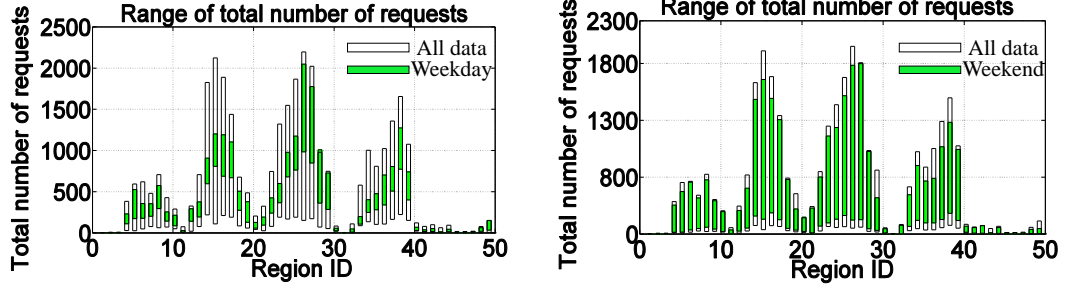 Range of total number of requests
Total number of requests
2500
2000
1500
1000
500
0
All data
Weekday
0 10 20 30 40 50
Region ID
Range of total number of requests
Total number of requests
2300
1800
1300
800
300
0
All data
Weekend
0 10 20 30 40 50
Region ID